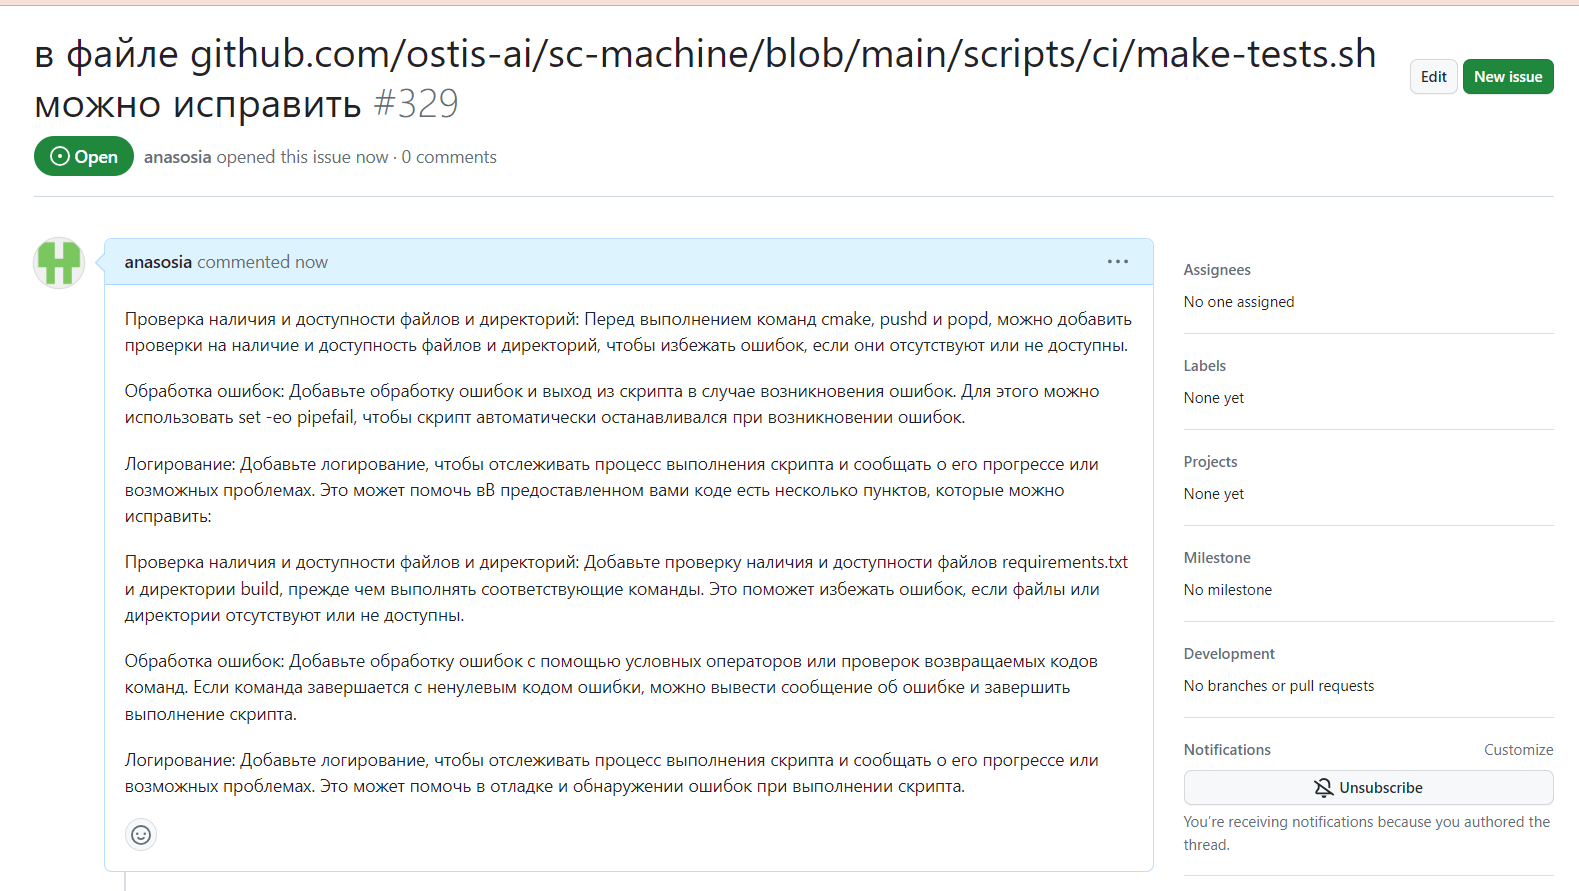 в файле github.com/ostis-ai/sc-machine/blob/main/scripts/ci/make-tests.sh
можно исправить #329
Edit
New issue
Open
anasosia opened this issue now · 0 comments
anasosia commented now
Проверка наличия и доступности файлов и директорий: Перед выполнением команд cmake, pushd и popd, можно добавить
проверки на наличие и доступность файлов и директорий, чтобы избежать ошибок, если они отсутствуют или не доступны.
Обработка ошибок: Добавьте обработку ошибок и выход из скрипта в случае возникновения ошибок. Для этого можно
использовать set -eo pipefail, чтобы скрипт автоматически останавливался при возникновении ошибок.
Логирование: Добавьте логирование, чтобы отслеживать процесс выполнения скрипта и сообщать о его прогрессе или
возможных проблемах. Это может помочь вВ предоставленном вами коде есть несколько пунктов, которые можно
исправить:
Проверка наличия и доступности файлов и директорий: Добавьте проверку наличия и доступности файлов requirements.txt
и директории build, прежде чем выполнять соответствующие команды. Это поможет избежать ошибок, если файлы или
директории отсутствуют или не доступны.
Обработка ошибок: Добавьте обработку ошибок с помощью условных операторов или проверок возвращаемых кодов
команд. Если команда завершается с ненулевым кодом ошибки, можно вывести сообщение об ошибке и завершить
выполнение скрипта.
Логирование: Добавьте логирование, чтобы отслеживать процесс выполнения скрипта и сообщать о его прогрессе или
возможных проблемах. Это может помочь в отладке и обнаружении ошибок при выполнении скрипта.
Assignees
No one assigned
Labels
None yet
Projects
None yet
Milestone
No milestone
Development
No branches or pull requests
Notifications
Customize
Unsubscribe
You're receiving notifications because you authored the
thread.